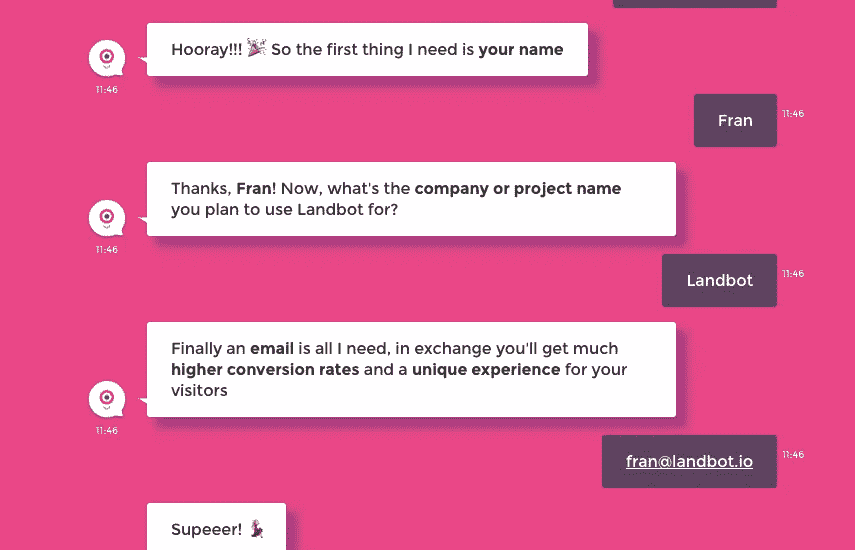 Hooray!!! 🎉 So the first thing I need is your name
11:46
Fran
11:46
Thanks, Fran! Now, what's the company or project name
you plan to use Landbot for?
11:46
Landbot
11:46
Finally an email is all I need, in exchange you'll get much
higher conversion rates and a unique experience for your
visitors
11:46
fran@landbot.io
11:46
Supeeer! 💃